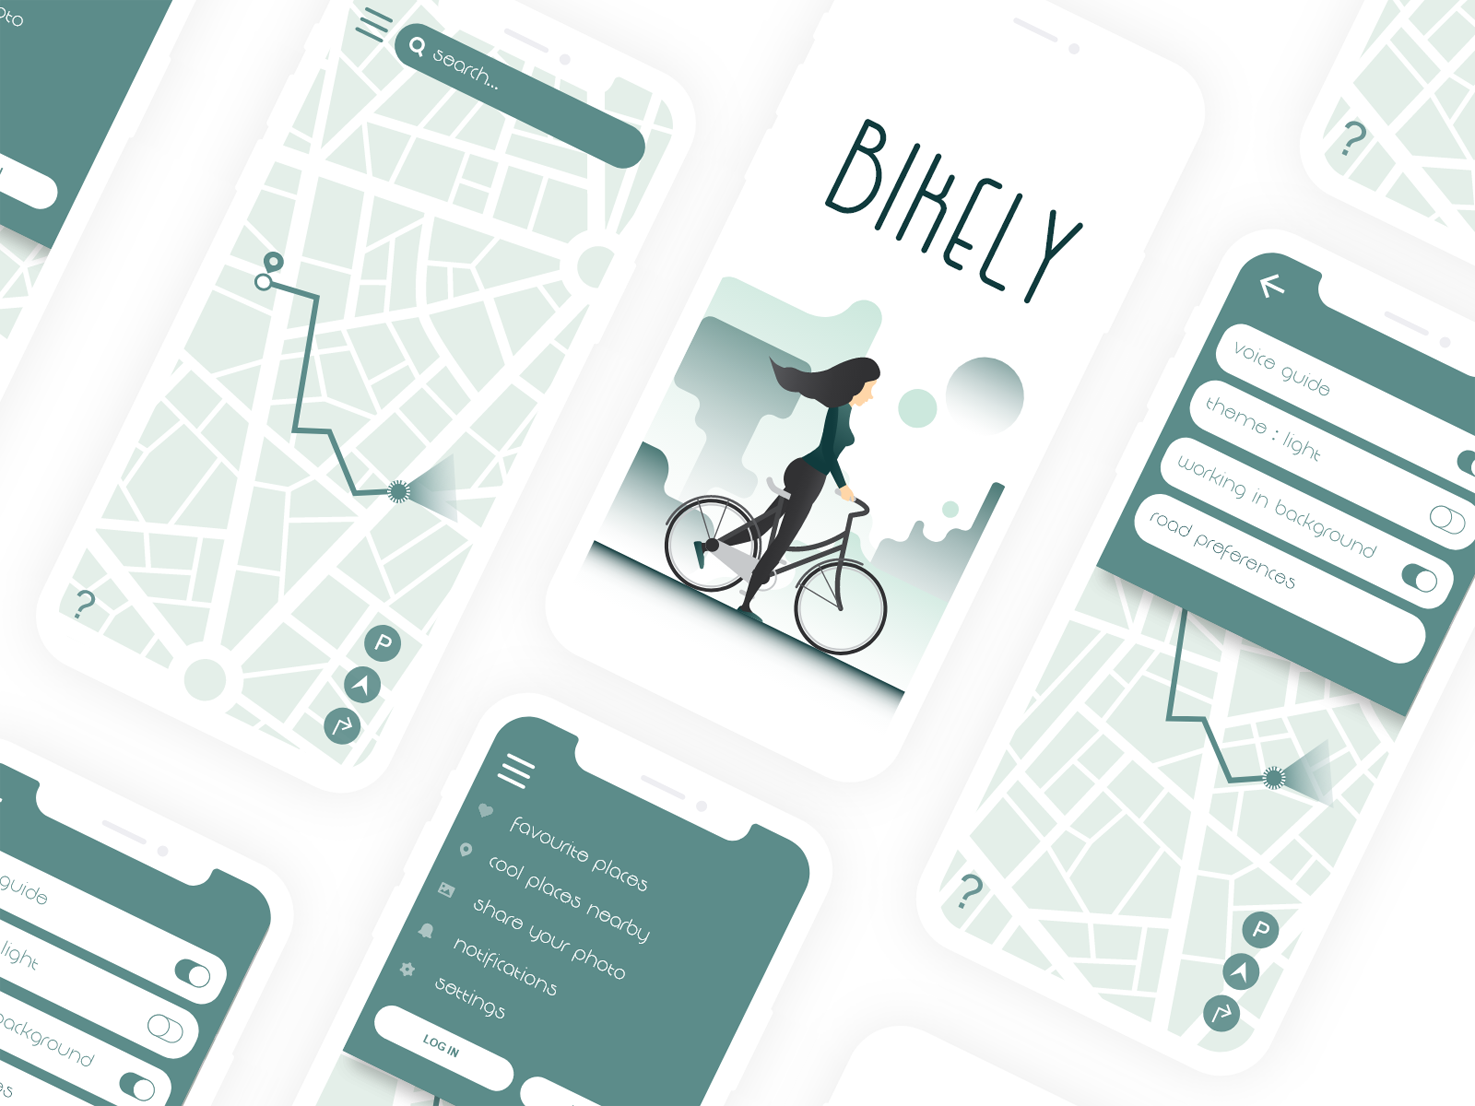 oto
search...
?
P
BIKELY
?
voice guide
theme : light
working in background
road preferences
?
P
guide
light
background
es
favourite places
cool places nearby
share your photo
notifications
settings
LOG IN